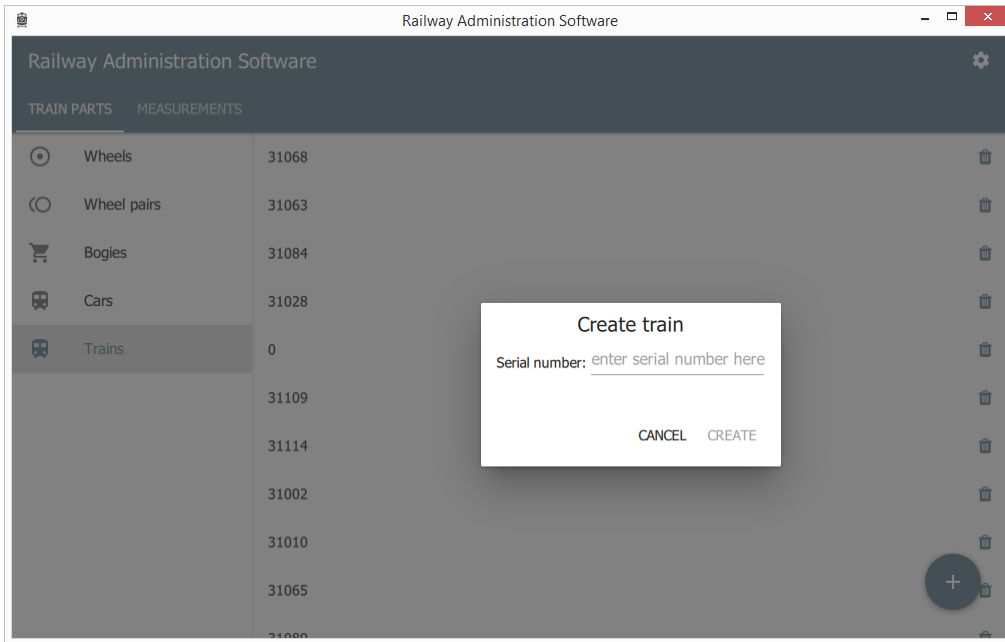 Railway Administration Software
Railway Administration Software
TRAIN PARTS MEASUREMENTS
Wheels
Wheel pairs
Bogies
Cars
Trains
31068
31063
31084
31028
0
31109
31114
31002
31010
31065
Create train
Serial number: enter serial number here
CANCEL CREATE